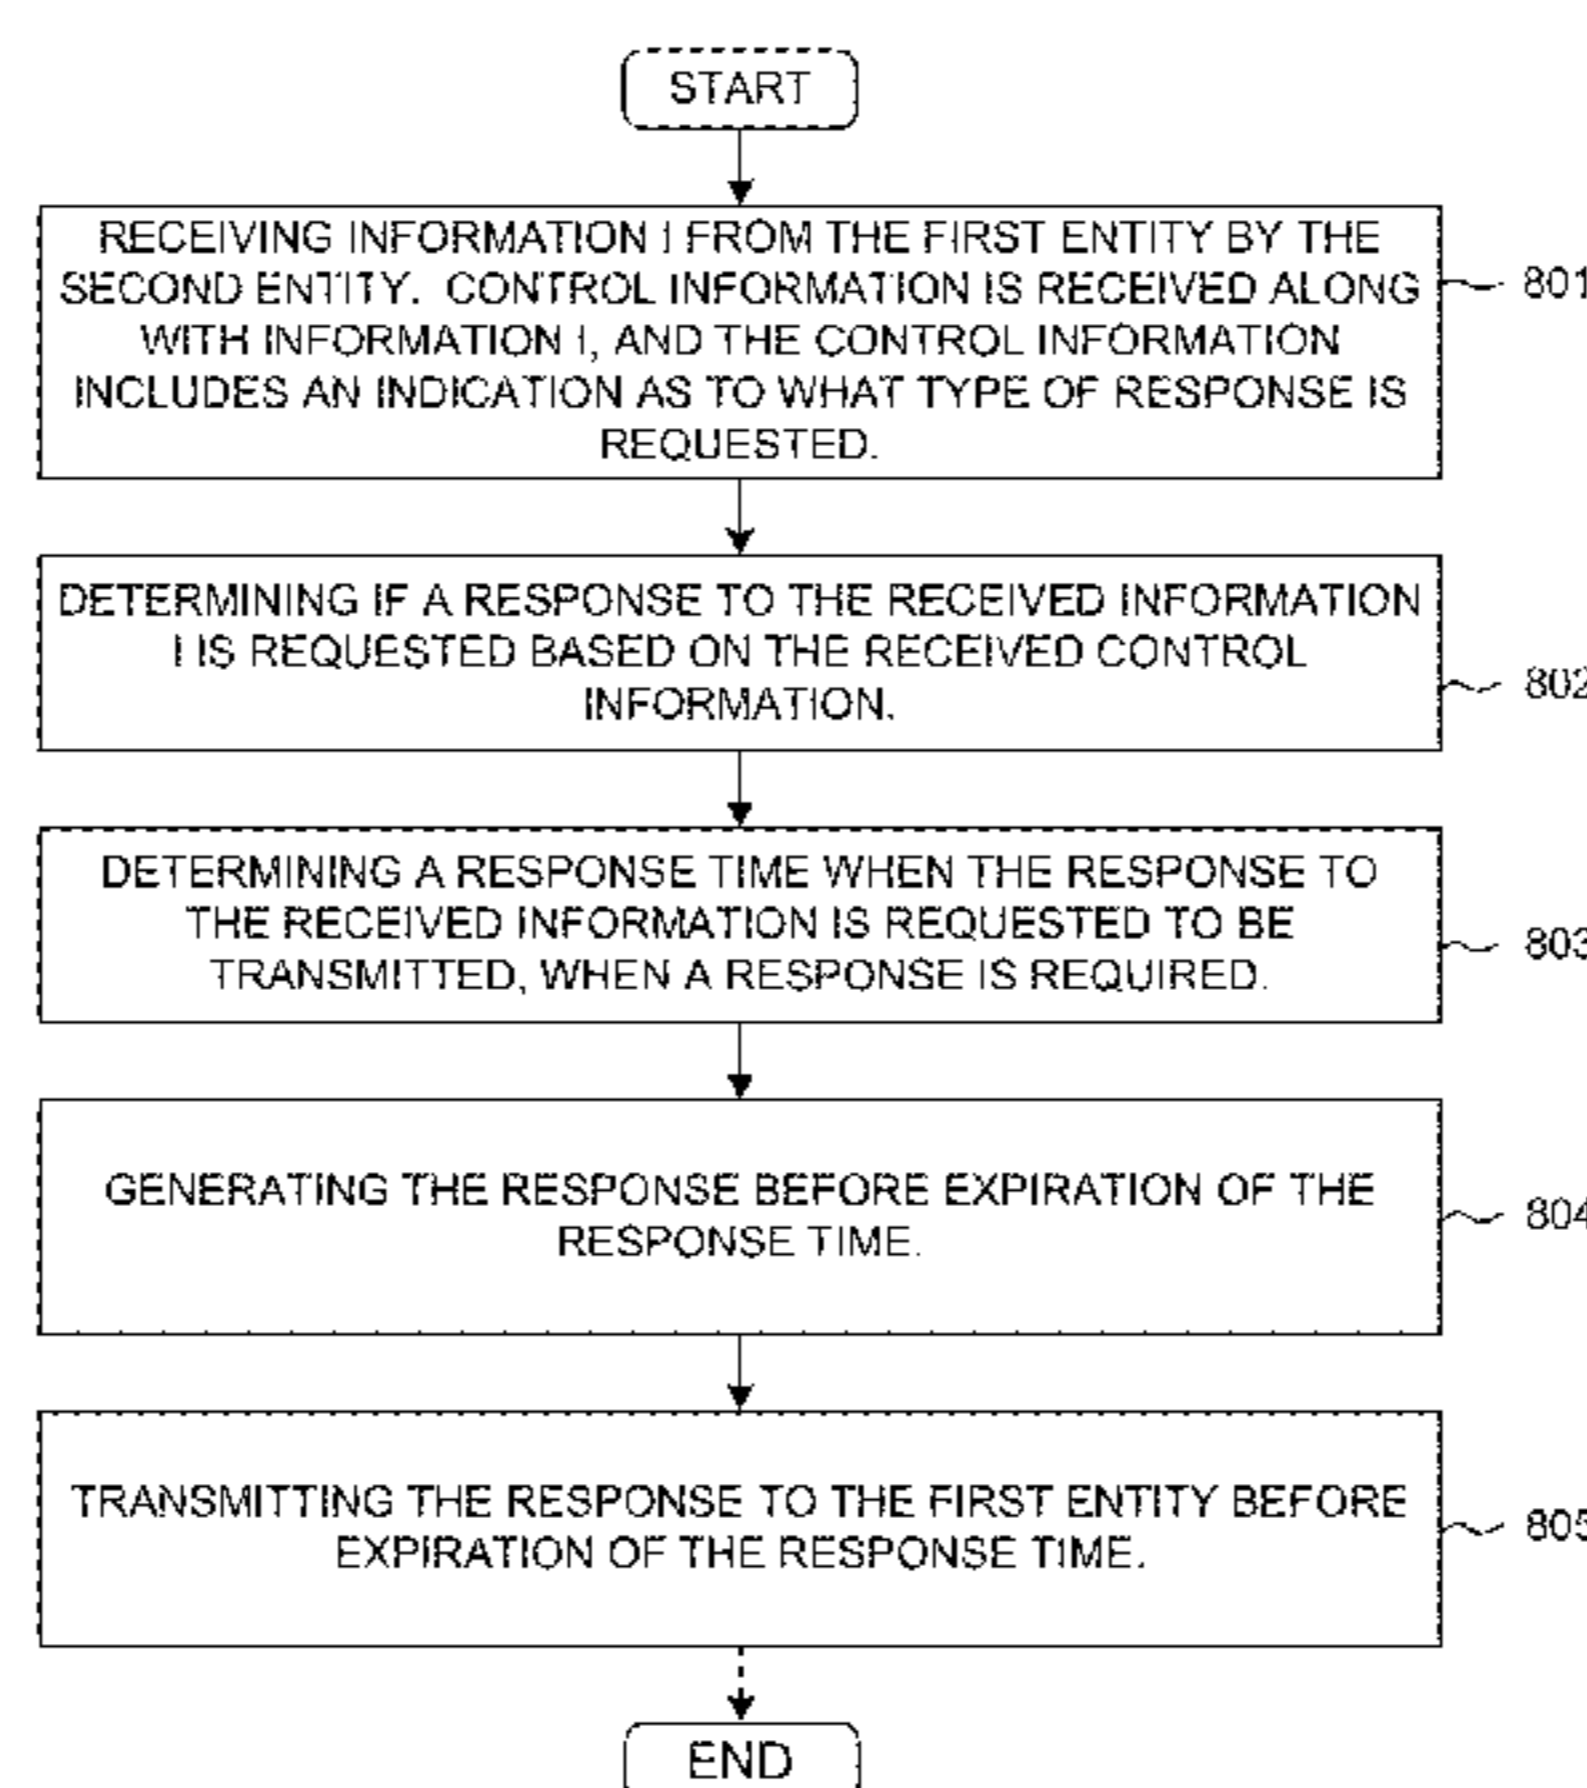 START
RECEIVING INFORMATION I FROM THE FIRST ENTITY BY THE
SECOND ENTITY. CONTROL INFORMATION IS RECEIVED ALONG
WITH INFORMATION I, AND THE CONTROL INFORMATION
INCLUDES AN INDICATION AS TO WHAT TYPE OF RESPONSE IS
REQUESTED.
801
DETERMINING IF A RESPONSE TO THE RECEIVED INFORMATION
I IS REQUESTED BASED ON THE RECEIVED CONTROL
INFORMATION.
802
DETERMINING A RESPONSE TIME WHEN THE RESPONSE TO
THE RECEIVED INFORMATION IS REQUESTED TO BE
TRANSMITTED, WHEN A RESPONSE IS REQUIRED.
803
GENERATING THE RESPONSE BEFORE EXPIRATION OF THE
RESPONSE TIME.
804
TRANSMITTING THE RESPONSE TO THE FIRST ENTITY BEFORE
EXPIRATION OF THE RESPONSE TIME.
805
END